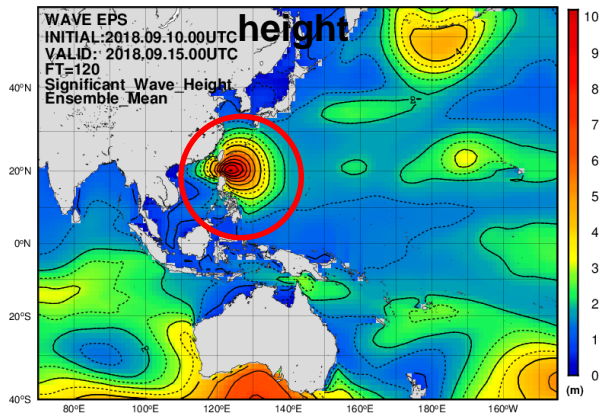 height
WAVE EPS
INITIAL:2018.09.10.00UTC
VALID: 2018.09.15.00UTC
FT=120
Significant_Wave_Height
Ensemble_Mean
40°N
20°N
0°N
20°S
40°S
80°E
100°E
120°E
140°E
160°E
180°E
160°W
10
9
8
7
6
5
4
3
2
1
0
(m)